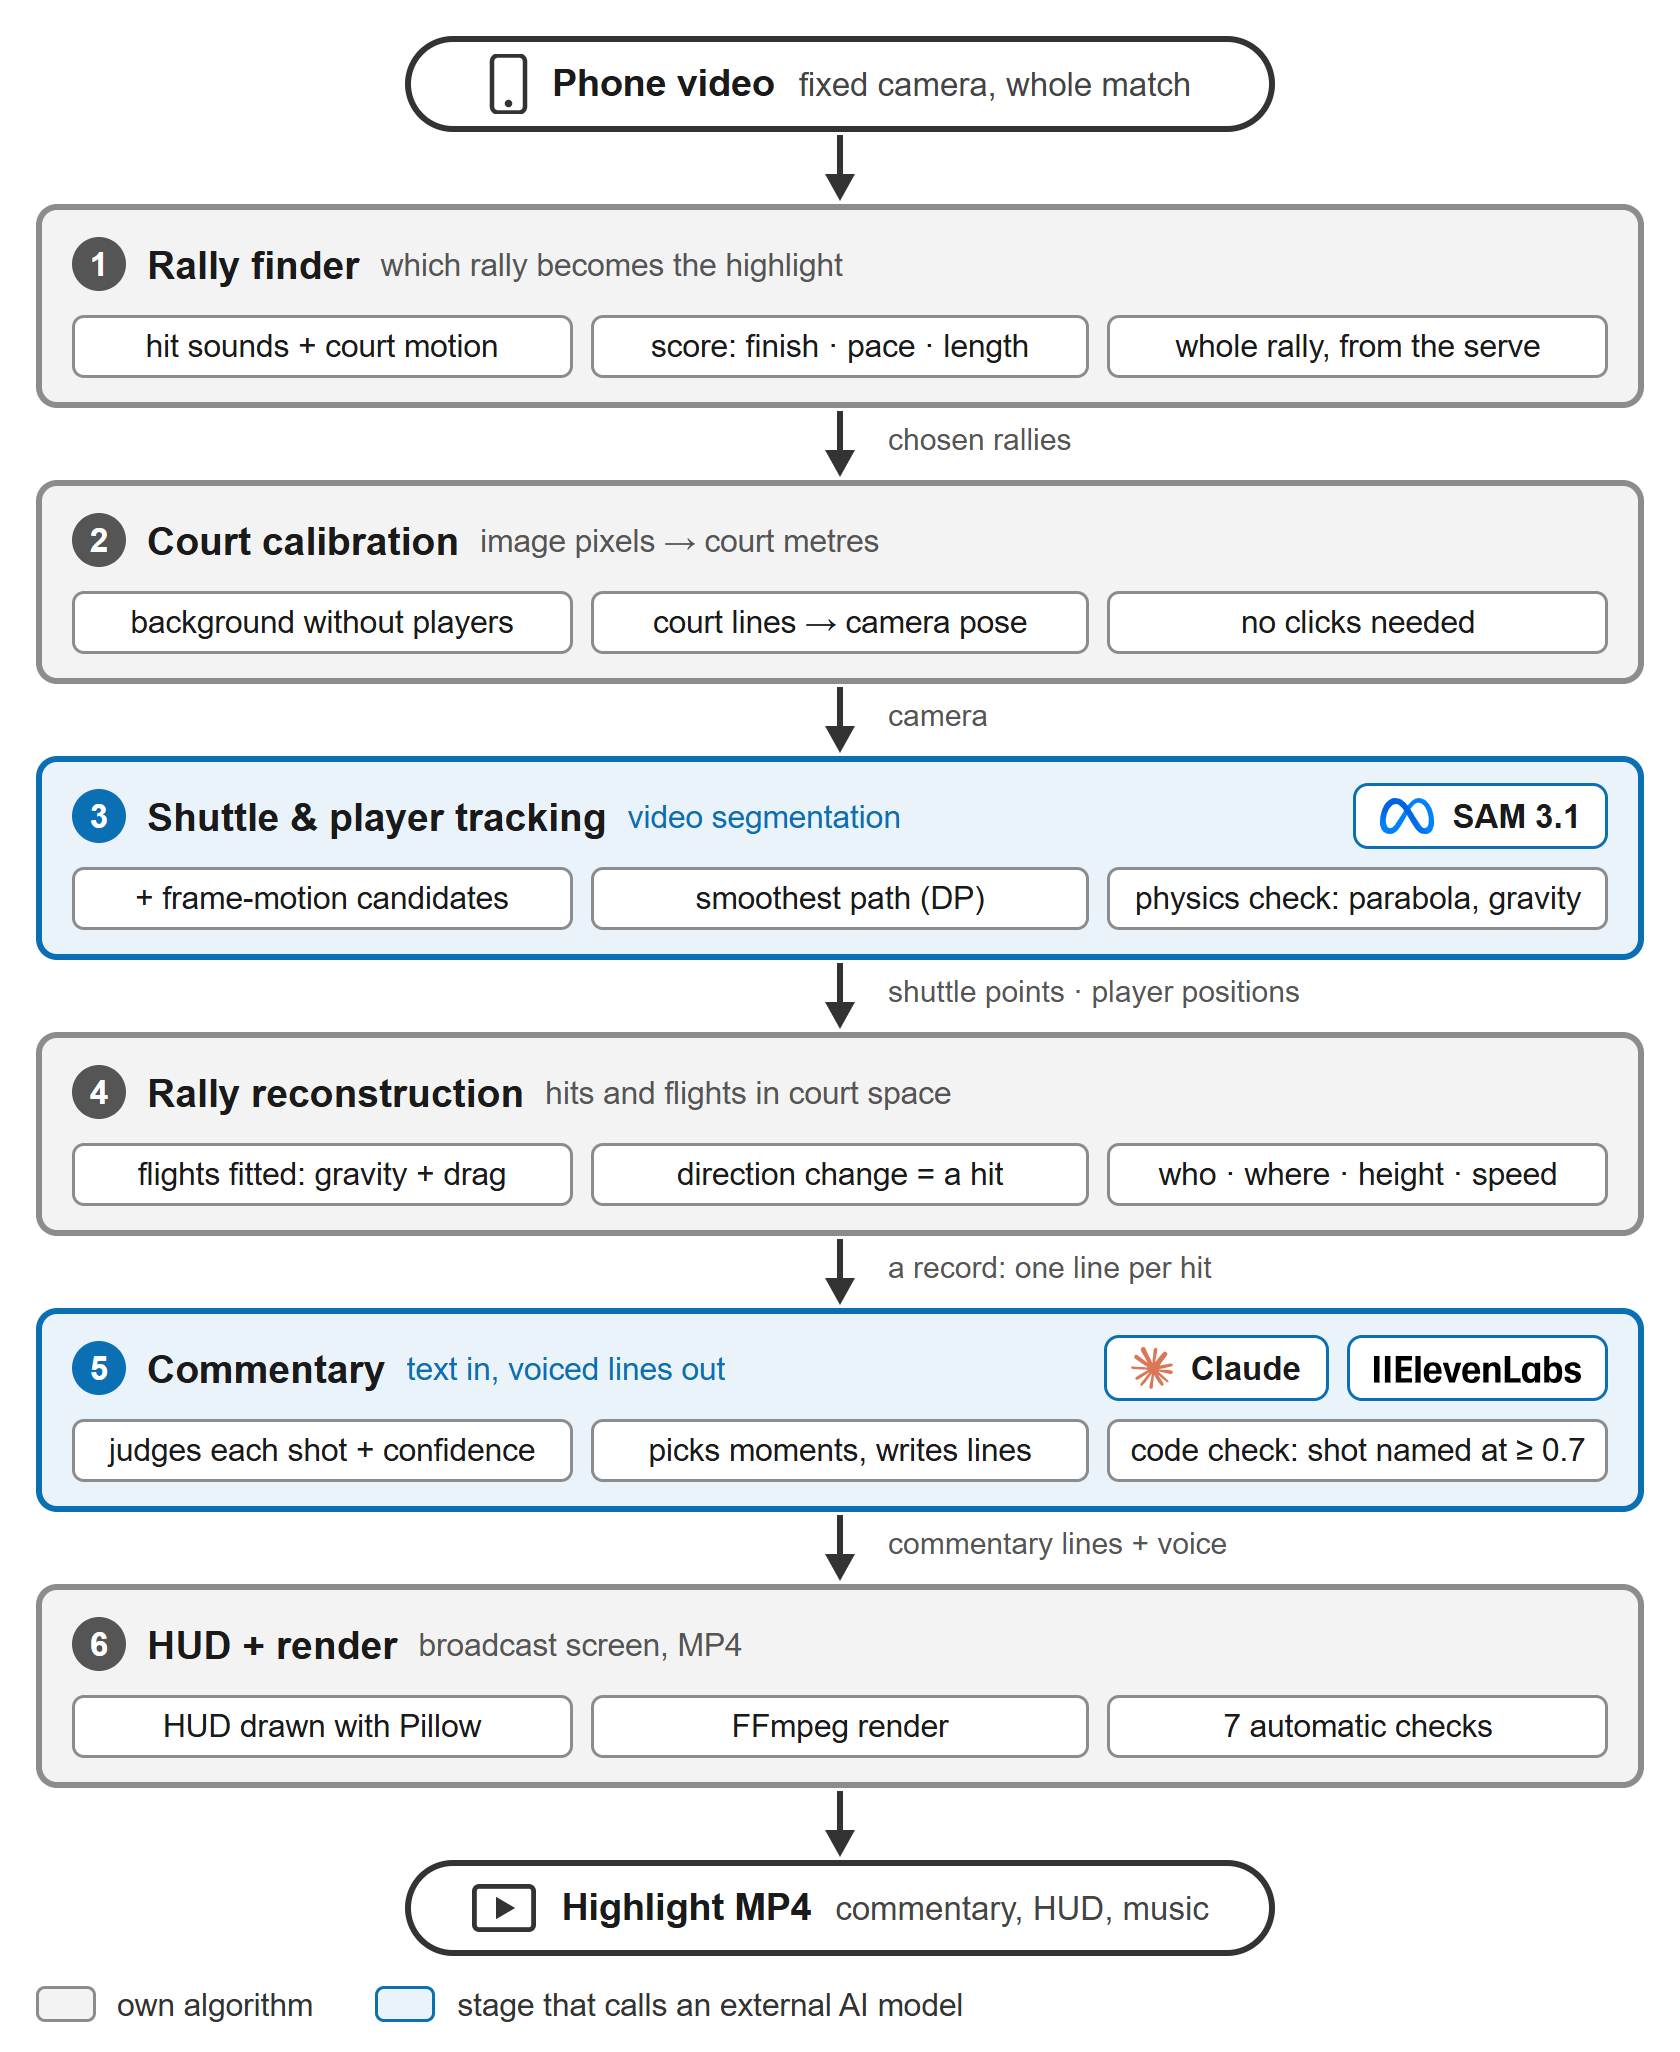 Phone video fixed camera, whole match
1 Rally finder which rally becomes the highlight
hit sounds + court motion
score: finish · pace · length
whole rally, from the serve
chosen rallies
2 Court calibration image pixels → court metres
background without players
court lines → camera pose
no clicks needed
camera
3 Shuttle & player tracking video segmentation
SAM 3.1
+ frame-motion candidates
smoothest path (DP)
physics check: parabola, gravity
shuttle points · player positions
4 Rally reconstruction hits and flights in court space
flights fitted: gravity + drag
direction change = a hit
who · where · height · speed
a record: one line per hit
5 Commentary text in, voiced lines out
Claude
IIElevenLabs
judges each shot + confidence
picks moments, writes lines
code check: shot named at ≥ 0.7
commentary lines + voice
6 HUD + render broadcast screen, MP4
HUD drawn with Pillow
FFmpeg render
7 automatic checks
Highlight MP4 commentary, HUD, music
own algorithm
stage that calls an external AI model